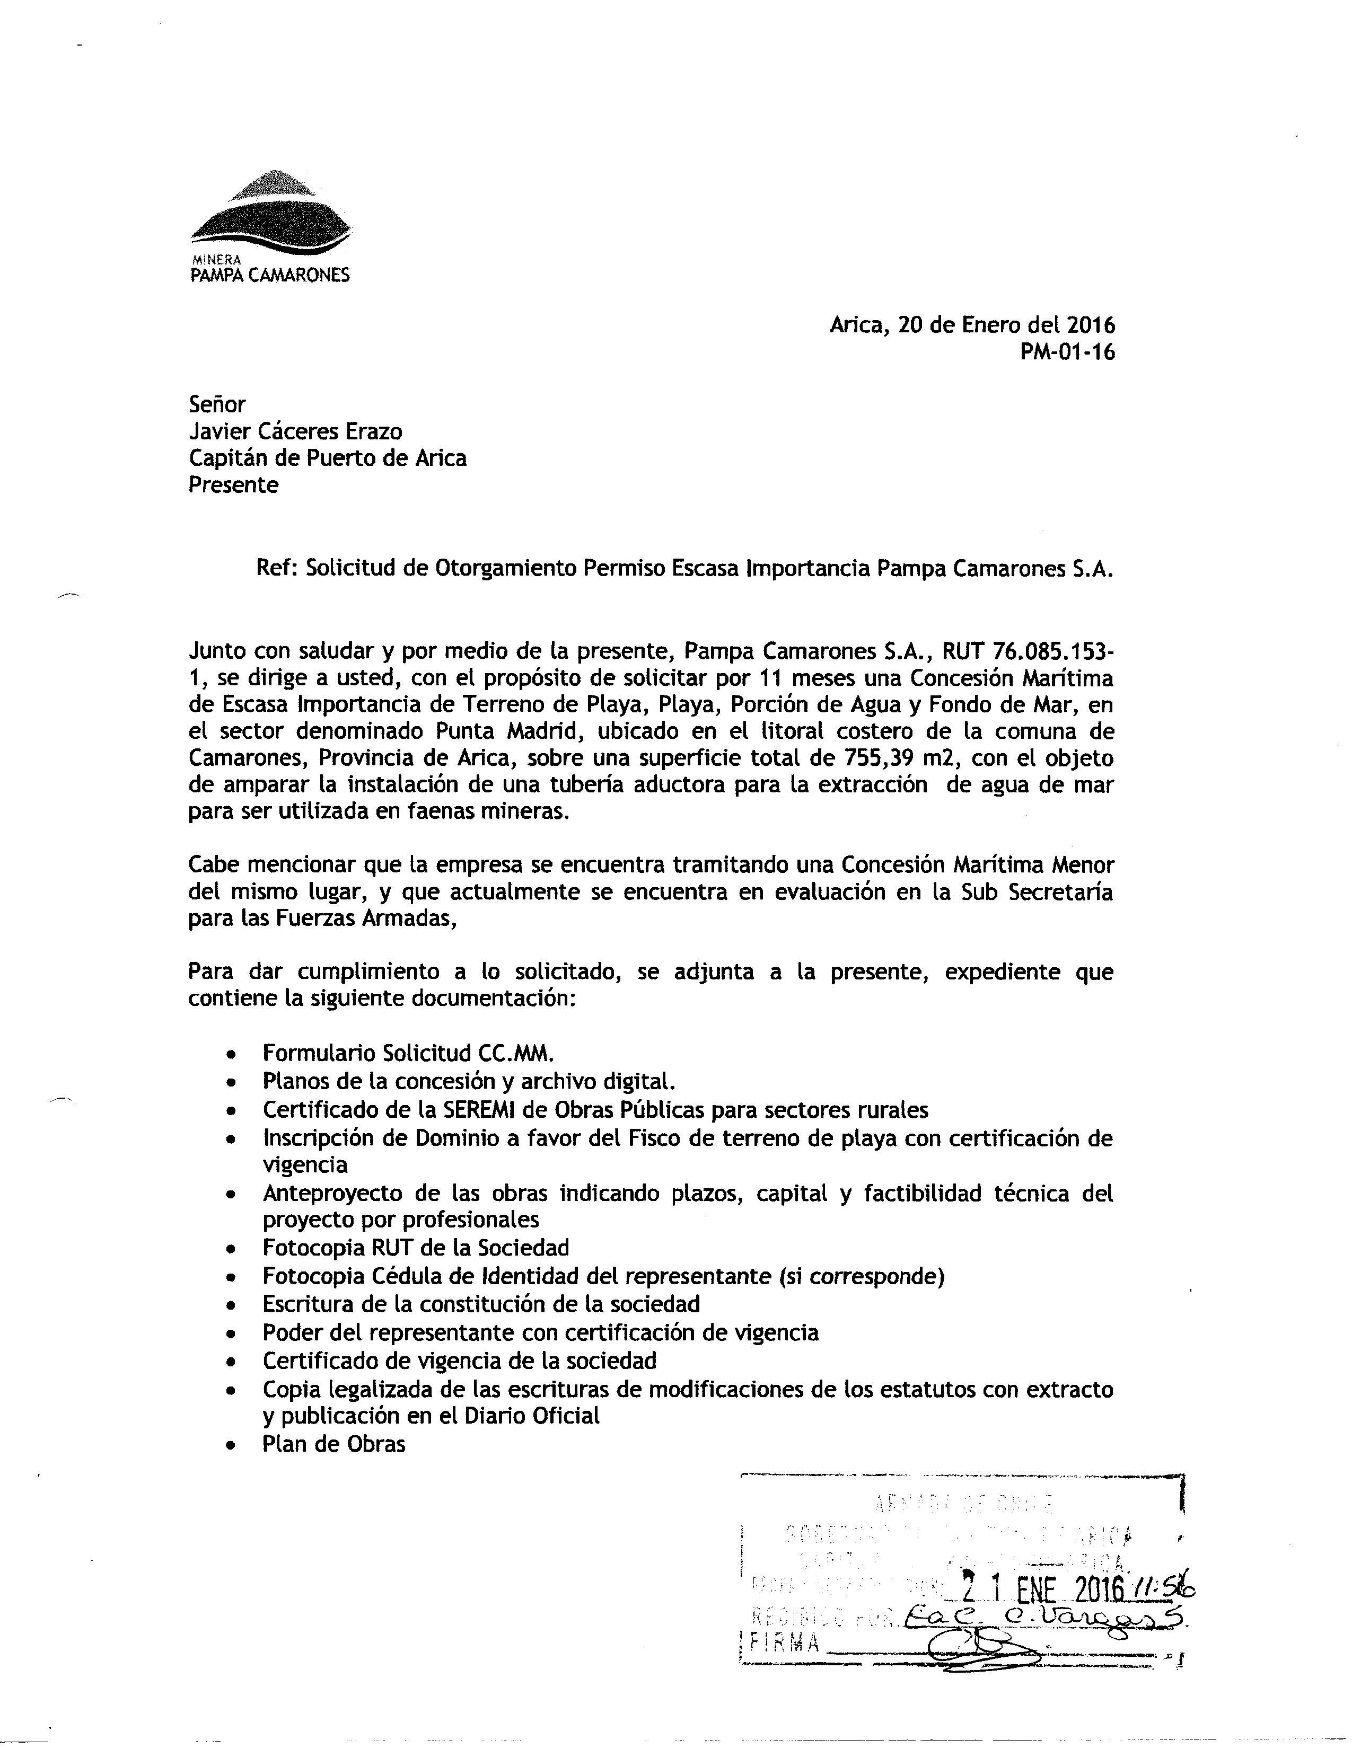 MINERA
PAMPA CAMARONES
Arica, 20 de Enero del 2016
PM-01-16
Señor
Javier Cáceres Erazo
Capitán de Puerto de Arica
Presente
Ref: Solicitud de Otorgamiento Permiso Escasa Importancia Pampa Camarones S.A.
Junto con saludar y por medio de la presente, Pampa Camarones S.A., RUT 76.085.153-
1, se dirige a usted, con el propósito de solicitar por 11 meses una Concesión Marítima
de Escasa Importancia de Terreno de Playa, Playa, Porción de Agua y Fondo de Mar, en
el sector denominado Punta Madrid, ubicado en el litoral costero de la comuna de
Camarones, Provincia de Arica, sobre una superficie total de 755,39 m2, con el objeto
de amparar la instalación de una tubería aductora para la extracción de agua de mar
para ser utilizada en faenas mineras.
Cabe mencionar que la empresa se encuentra tramitando una Concesión Marítima Menor
del mismo lugar, y que actualmente se encuentra en evaluación en la Sub Secretaría
para las Fuerzas Armadas,
Para dar cumplimiento a lo solicitado, se adjunta a la presente, expediente que
contiene la siguiente documentación:
• Formulario Solicitud CC.MM.
• Planos de la concesión y archivo digital.
• Certificado de la SEREMI de Obras Públicas para sectores rurales
• Inscripción de Dominio a favor del Fisco de terreno de playa con certificación de
vigencia
• Anteproyecto de las obras indicando plazos, capital y factibilidad técnica del
proyecto por profesionales
• Fotocopia RUT de la Sociedad
• Fotocopia Cédula de Identidad del representante (si corresponde)
• Escritura de la constitución de la sociedad
• Poder del representante con certificación de vigencia
• Certificado de vigencia de la sociedad
• Copia legalizada de las escrituras de modificaciones de los estatutos con extracto
y publicación en el Diario Oficial
• Plan de Obras
ARMADA DE CHILE
ARICA
ARICA
21 ENE 2016 11:56
RECIBIDO POR C. Vargas S.
FIRMA